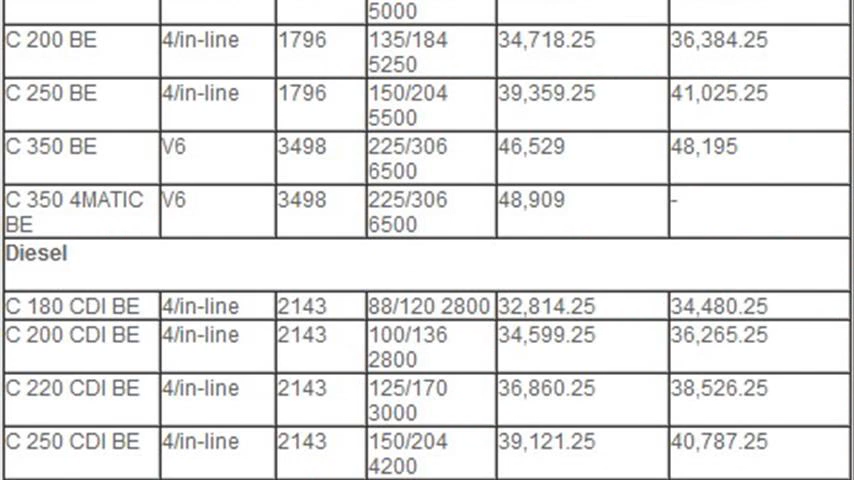 5000
C 200 BE 4/in-line 1796 135/184 34,718.25 36,384.25
5250
C 250 BE 4/in-line 1796 150/204 39,359.25 41,025.25
5500
C 350 BE V6 3498 225/306 46,529 48,195
6500
C 350 4MATIC V6 3498 225/306 48,909 -
BE 6500
Diesel
C 180 CDI BE 4/in-line 2143 88/120 2800 32,814.25 34,480.25
C 200 CDI BE 4/in-line 2143 100/136 34,599.25 36,265.25
2800
C 220 CDI BE 4/in-line 2143 125/170 36,860.25 38,526.25
3000
C 250 CDI BE 4/in-line 2143 150/204 39,121.25 40,787.25
4200